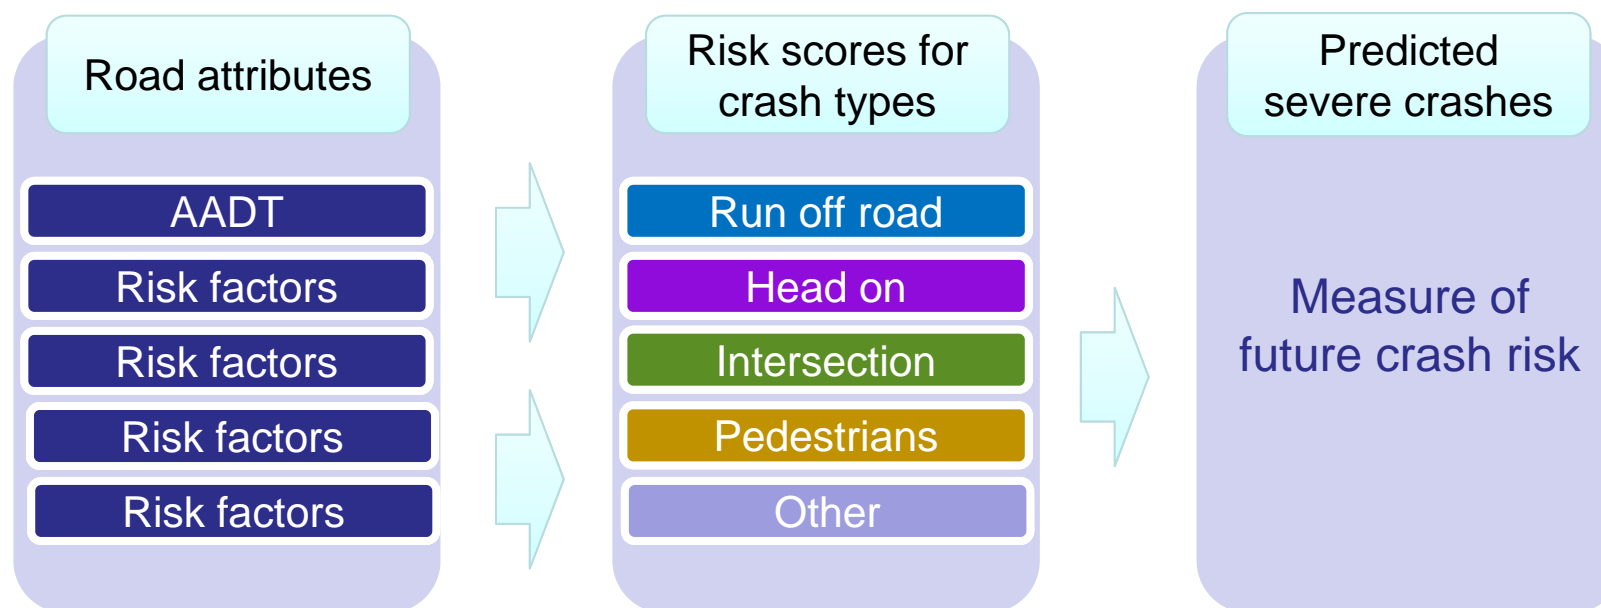 Road attributes
AADT
Risk factors
Risk factors
Risk factors
Risk factors
Risk scores for
crash types
Run off road
Head on
Intersection
Pedestrians
Other
Predicted
severe crashes
Measure of
future crash risk